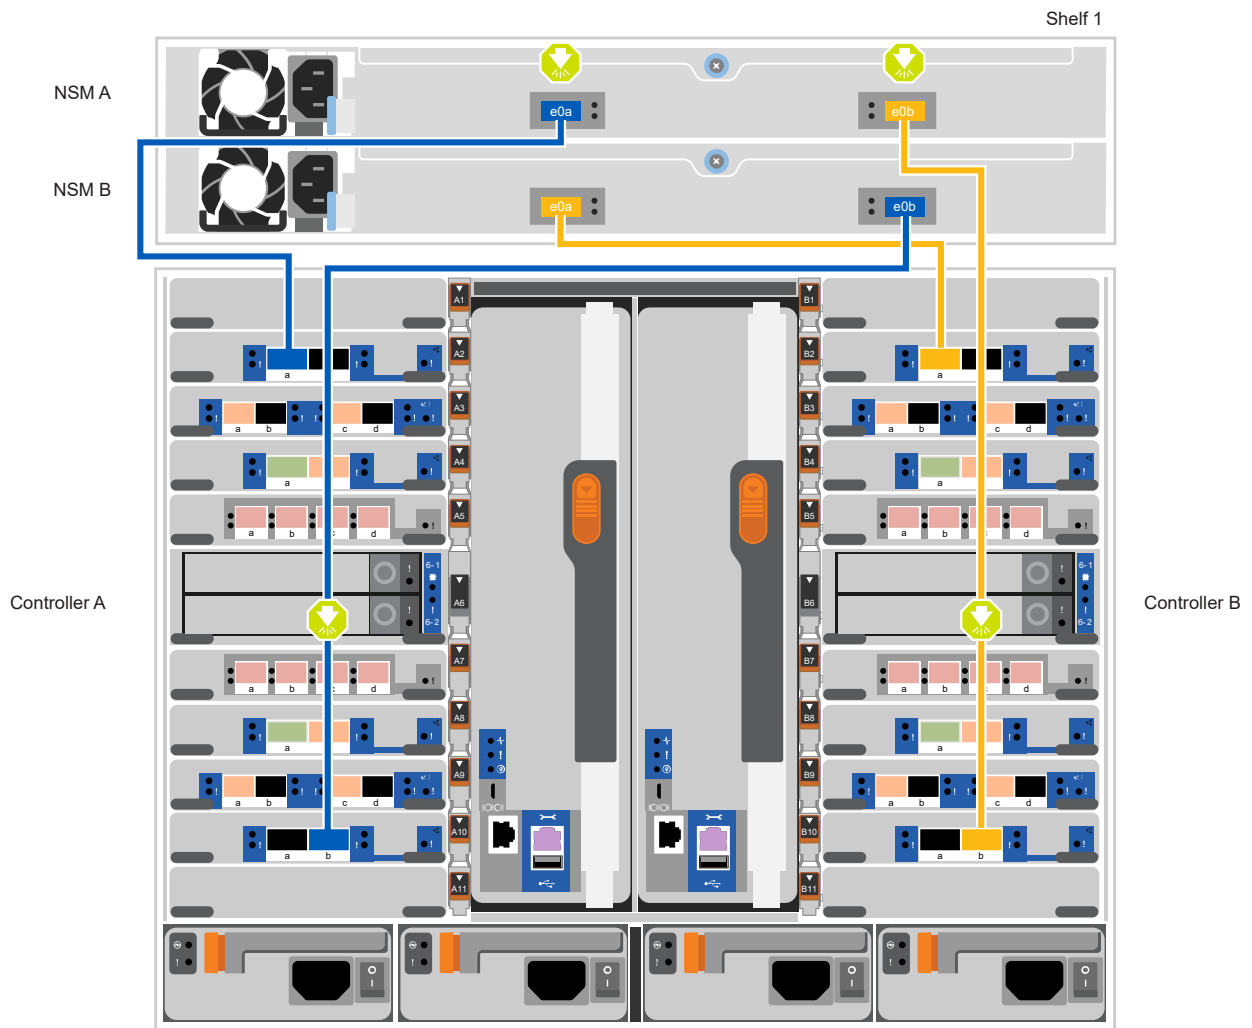 Shelf 1
NSM A
e0a
e0b
NSM B
e0a
e0b
A1
B1
A2
B2
a
a
A3
B3
a b c d
a b c d
A4
B4
a
a
A5
B5
a b c d
a b c d
6-1
6-1
Controller A
A6
B6
Controller B
6-2
6-2
A7
B7
a b c d
a b c d
A8
B8
a
a
A9
B9
a b c d
a b c d
IOIOI
IOIOI
A10
B10
a b
a b
A11
B11